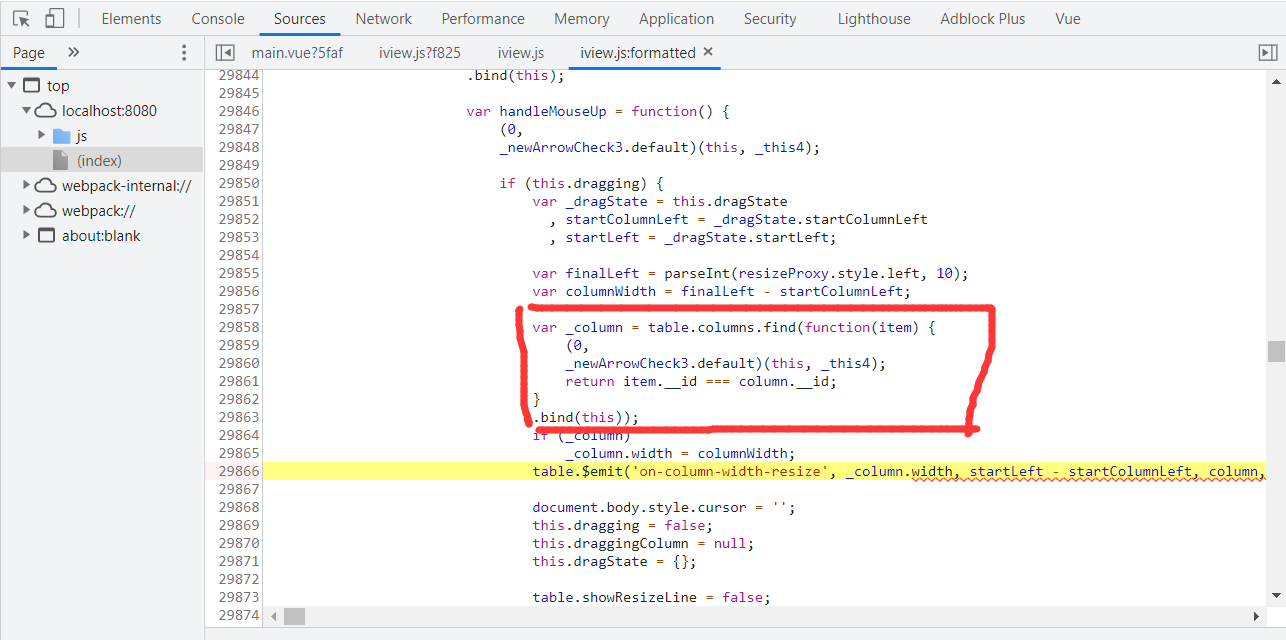 Elements Console Sources Network Performance Memory Application Security Lighthouse Adblock Plus Vue
Page main.vue?5faf iview.js?f825 iview.js iview.js:formatted
top
localhost:8080
js
(index)
webpack-internal://
webpack://
about:blank
29844 .bind(this);
29845
29846 var handleMouseUp = function() {
29847 (0,
29848 _newArrowCheck3.default)(this, _this4);
29849
29850 if (this.dragging) {
29851 var _dragState = this.dragState
29852 , startColumnLeft = _dragState.startColumnLeft
29853 , startLeft = _dragState.startLeft;
29854
29855 var finalLeft = parseInt(resizeProxy.style.left, 10);
29856 var columnWidth = finalLeft - startColumnLeft;
29857
29858 var _column = table.columns.find(function(item) {
29859 (0,
29860 _newArrowCheck3.default)(this, _this4);
29861 return item.__id === column.__id;
29862 }
29863 .bind(this));
29864 if (_column)
29865 _column.width = columnWidth;
29866 table.$emit('on-column-width-resize', _column.width, startLeft - startColumnLeft, column,
29867
29868 document.body.style.cursor = '';
29869 this.dragging = false;
29870 this.draggingColumn = null;
29871 this.dragState = {};
29872
29873 table.showResizeLine = false;
29874